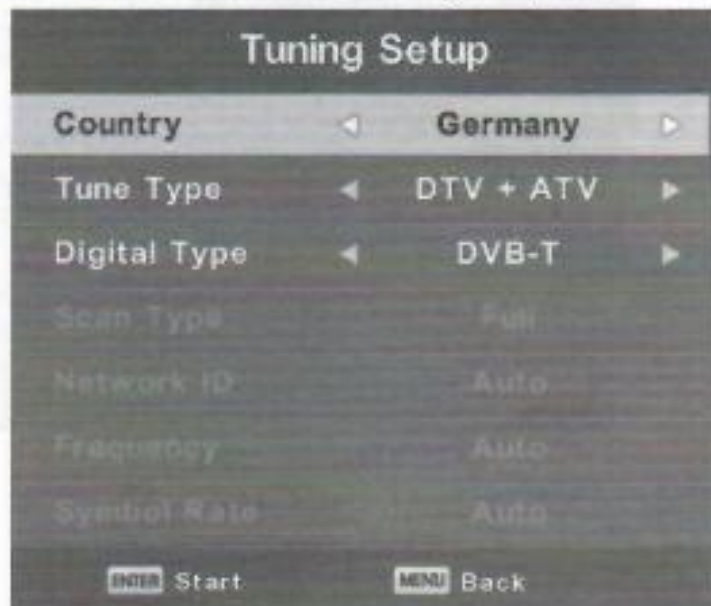 Tuning Setup
Country Germany
Tune Type DTV + ATV
Digital Type DVB-T
Scan Type Full
Network ID Auto
Frequency Auto
Symbol Rate Auto
ENTER Start MENU Back